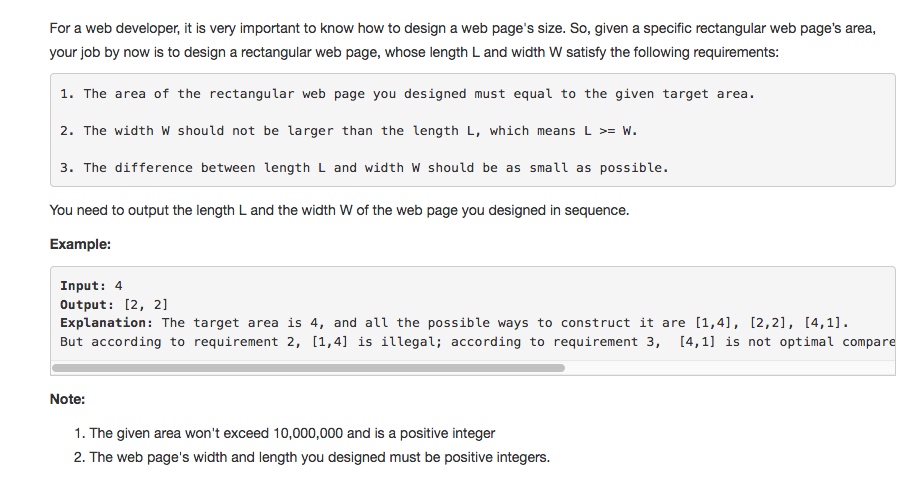 For a web developer, it is very important to know how to design a web page's size. So, given a specific rectangular web page's area,
your job by now is to design a rectangular web page, whose length L and width W satisfy the following requirements:
1. The area of the rectangular web page you designed must equal to the given target area.
2. The width W should not be larger than the length L, which means L >= W.
3. The difference between length L and width W should be as small as possible.
You need to output the length L and the width W of the web page you designed in sequence.
Example:
Input: 4
Output: [2, 2]
Explanation: The target area is 4, and all the possible ways to construct it are [1,4], [2,2], [4,1].
But according to requirement 2, [1,4] is illegal; according to requirement 3,  [4,1] is not optimal compare
Note:
1. The given area won't exceed 10,000,000 and is a positive integer
2. The web page's width and length you designed must be positive integers.